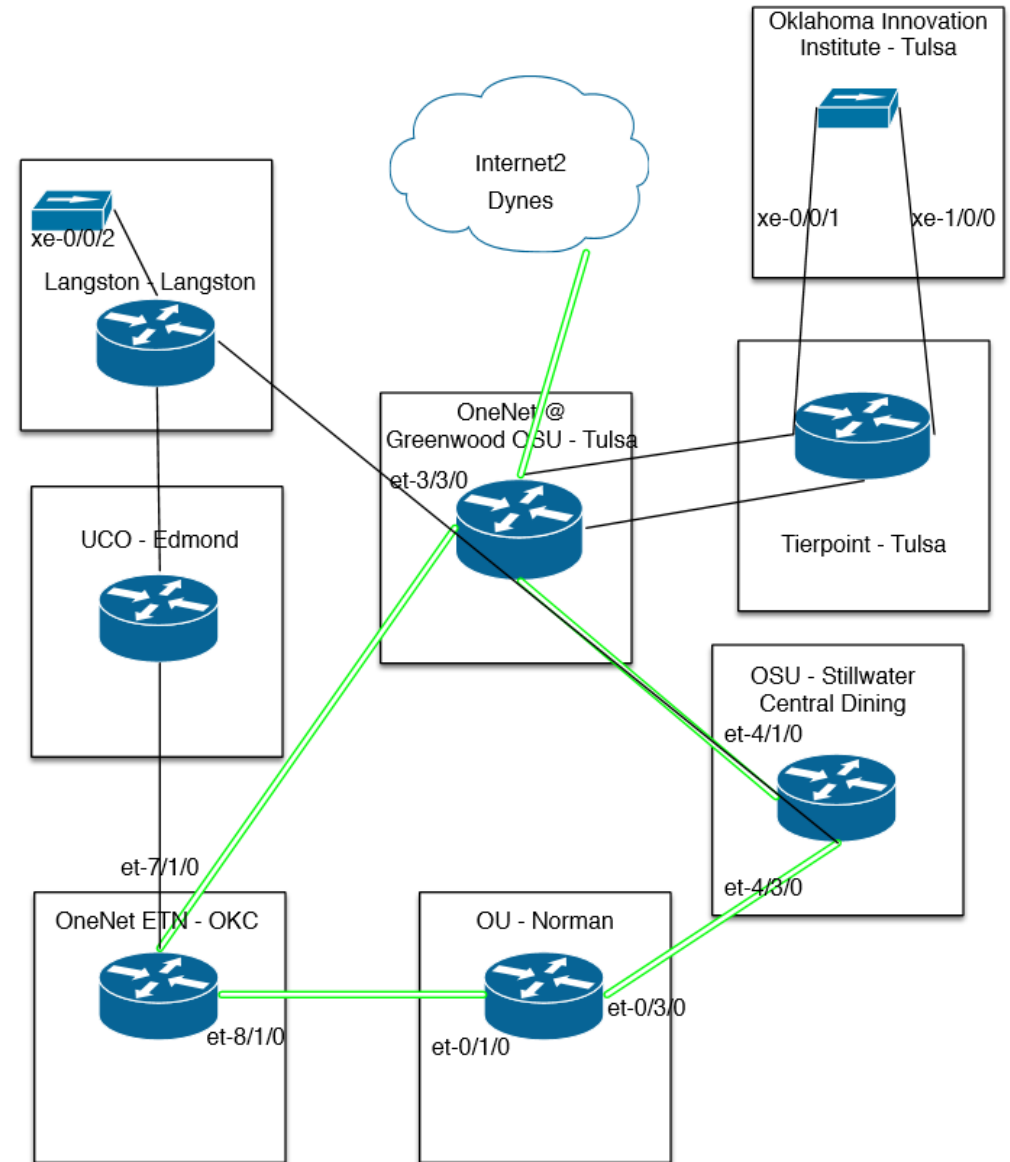 Oklahoma Innovation
Institute - Tulsa
Internet2
Dynes
xe-0/0/1
xe-1/0/0
xe-0/0/2
Langston - Langston
OneNet @
Greenwood OSU - Tulsa
et-3/3/0
UCO - Edmond
Tierpoint - Tulsa
OSU - Stillwater
Central Dining
et-4/1/0
et-7/1/0
et-4/3/0
OneNet ETN - OKC
OU - Norman
et-0/3/0
et-8/1/0
et-0/1/0